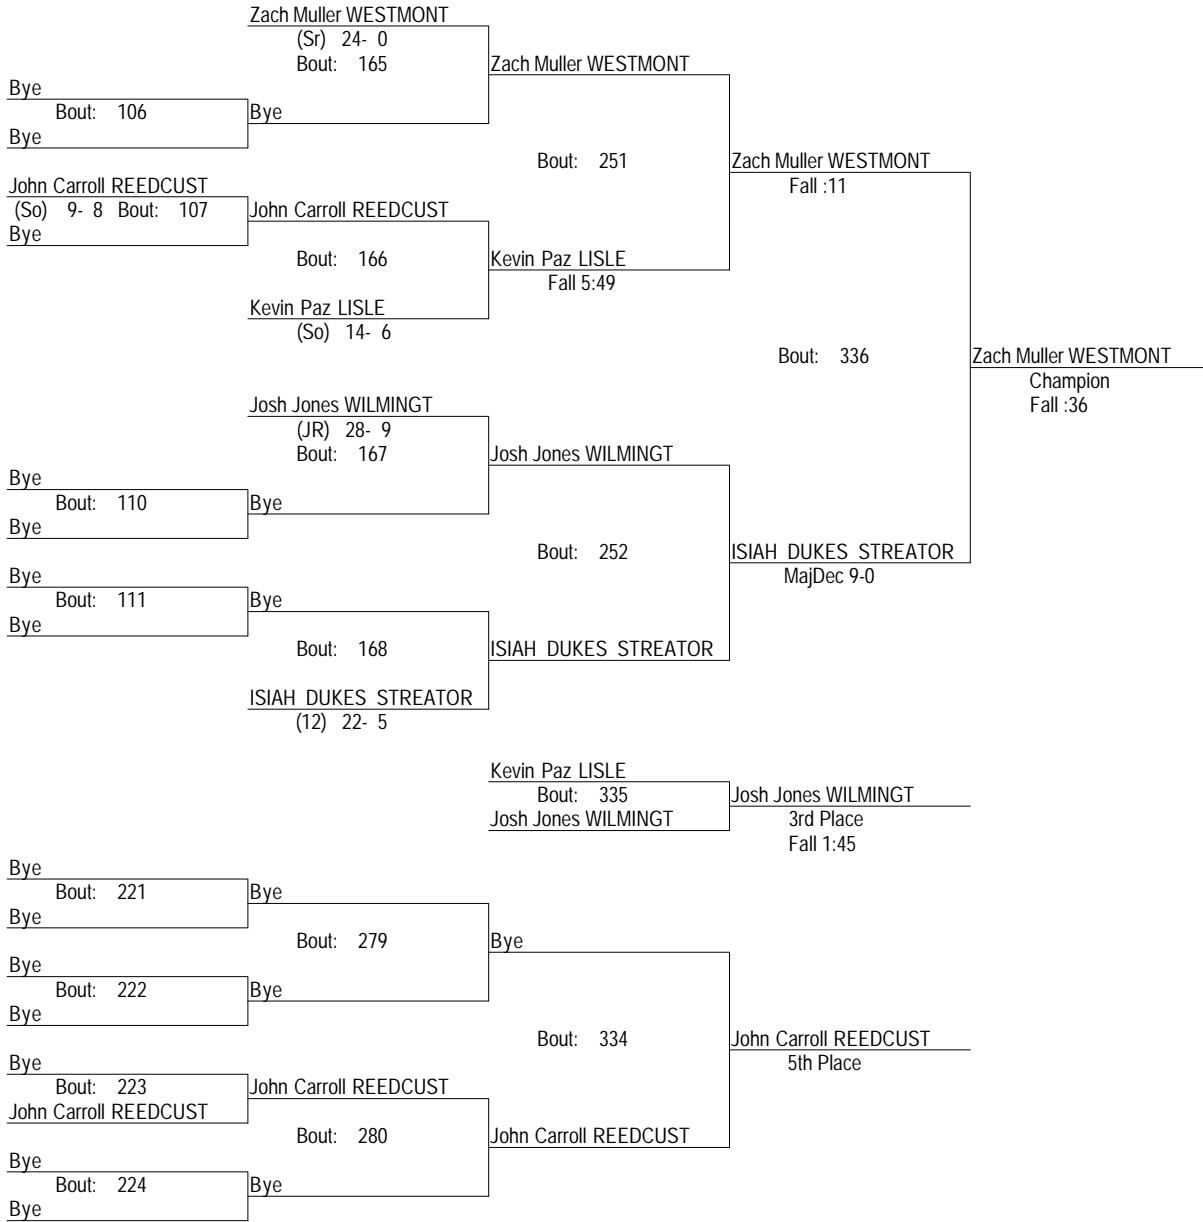 Zach Muller WESTMONT
(Sr) 24- 0
Bout: 165 Zach Muller WESTMONT
Bye
Bout: 106 Bye
Bye
Bout: 251 Zach Muller WESTMONT
John Carroll REEDCUST Fall :11
(So) 9- 8 Bout: 107 John Carroll REEDCUST
Bye
Bout: 166 Kevin Paz LISLE
Fall 5:49
Kevin Paz LISLE
(So) 14- 6
Bout: 336 Zach Muller WESTMONT
Champion
Josh Jones WILMINGT Fall :36
(JR) 28- 9
Bout: 167 Josh Jones WILMINGT
Bye
Bout: 110 Bye
Bye
Bout: 252 ISIAH DUKES STREATOR
Bye MajDec 9-0
Bout: 111 Bye
Bye
Bout: 168 ISIAH DUKES STREATOR
ISIAH DUKES STREATOR
(12) 22- 5
Kevin Paz LISLE
Bout: 335 Josh Jones WILMINGT
Josh Jones WILMINGT 3rd Place
Fall 1:45
Bye
Bout: 221 Bye
Bye
Bout: 279 Bye
Bye
Bout: 222 Bye
Bye
Bout: 334 John Carroll REEDCUST
Bye 5th Place
Bout: 223 John Carroll REEDCUST
John Carroll REEDCUST
Bout: 280 John Carroll REEDCUST
Bye
Bout: 224 Bye
Bye